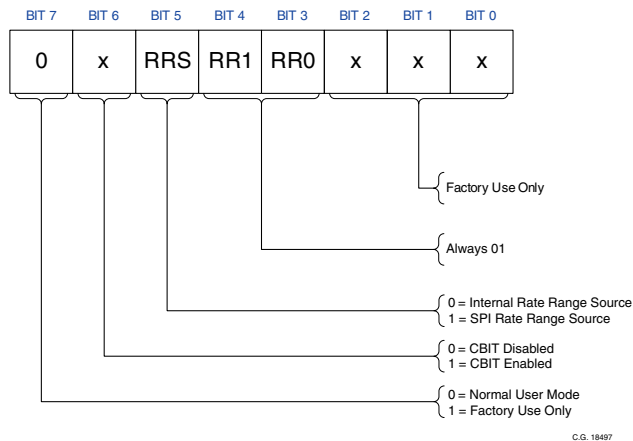 BIT 7 BIT 6 BIT 5 BIT 4 BIT 3 BIT 2 BIT 1 BIT 0
0 x RRS RR1 RR0 x x x
Factory Use Only
Always 01
0 = Internal Rate Range Source
1 = SPI Rate Range Source
0 = CBIT Disabled
1 = CBIT Enabled
0 = Normal User Mode
1 = Factory Use Only
C.G. 18497